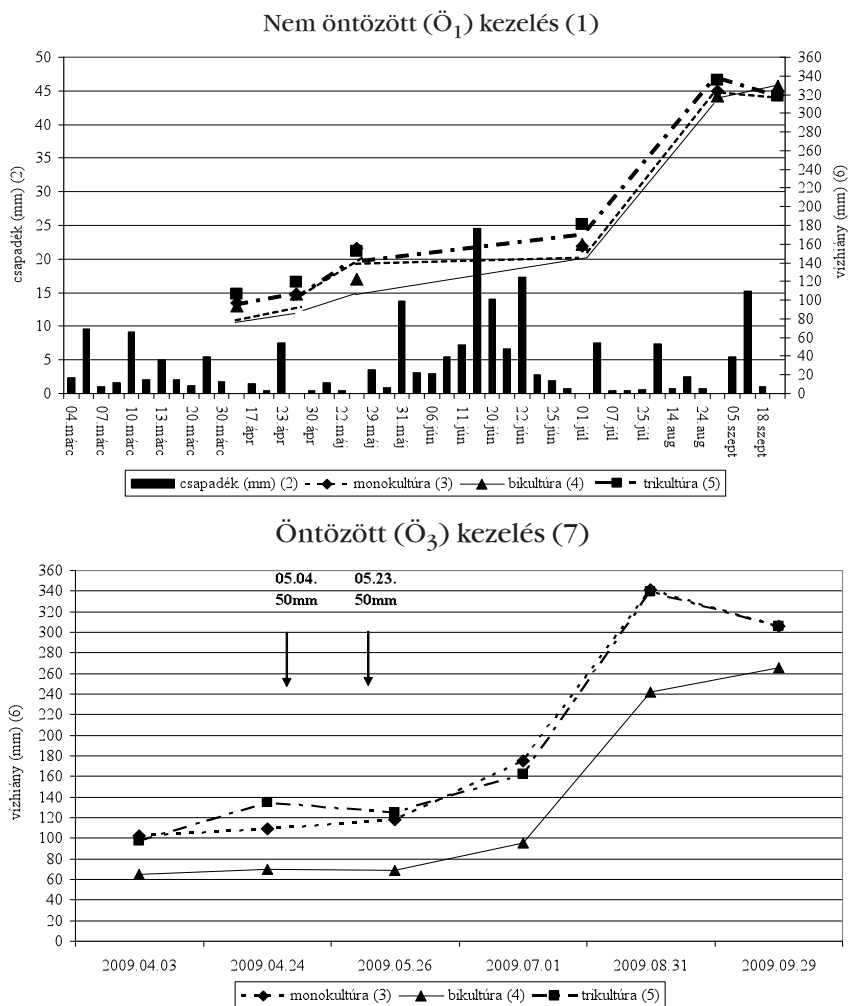 Nem öntözött (Ö1) kezelés (1)
csapadék (mm) (2)
50
45
40
35
30
25
20
15
10
5
0
360
340
320
300
280
260
240
220
200
180
160
140
120
100
80
60
40
20
0
vízhiány (mm) (6)
04.márc
07.márc
10.márc
13.márc
20.márc
30.márc
17.ápr
23.ápr
30.ápr
22.máj
29.máj
31.máj
06.jún
11.jún
20.jún
22.jún
25.jún
01.júl
07.júl
25.júl
14.aug
24.aug
05.szept
18.szept
csapadék (mm) (2) monokultúra (3) bikultúra (4) trikultúra (5)
Öntözött (Ö3) kezelés (7)
vízhiány (mm) (6)
360
340
320
300
280
260
240
220
200
180
160
140
120
100
80
60
40
20
0
05.04. 05.23.
50mm 50mm
2009.04.03 2009.04.24 2009.05.26 2009.07.01 2009.08.31 2009.09.29
monokultúra (3) bikultúra (4) trikultúra (5)